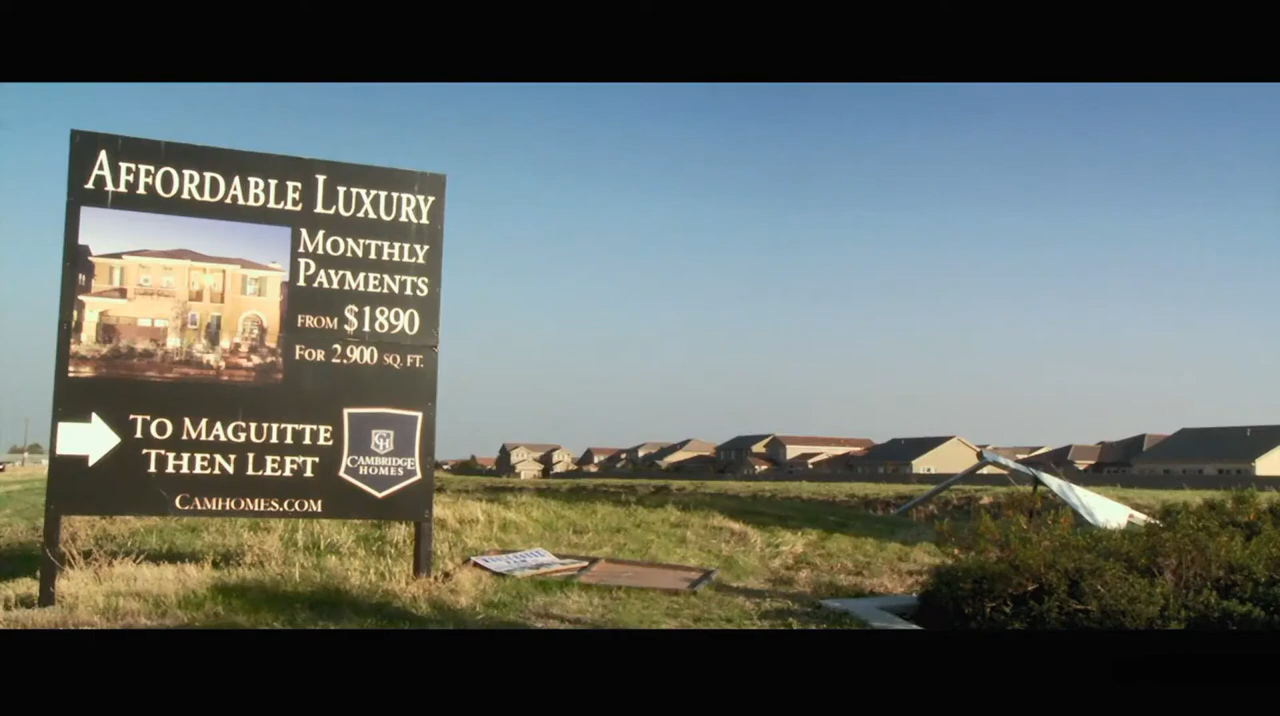 AFFORDABLE LUXURY
MONTHLY
PAYMENTS
FROM $1890
FOR 2,900 SQ. FT.
TO MAGUITTE
THEN LEFT
CH
CAMBRIDGE
HOMES
CAMHOMES.COM